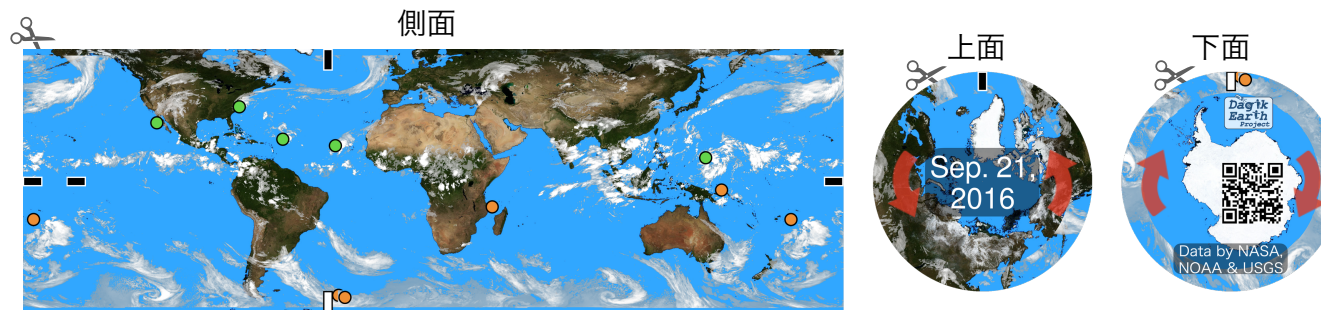 側面
上面
下面
Sep. 21,
2016
Dagik
Earth
Project
Data by NASA,
NOAA & USGS